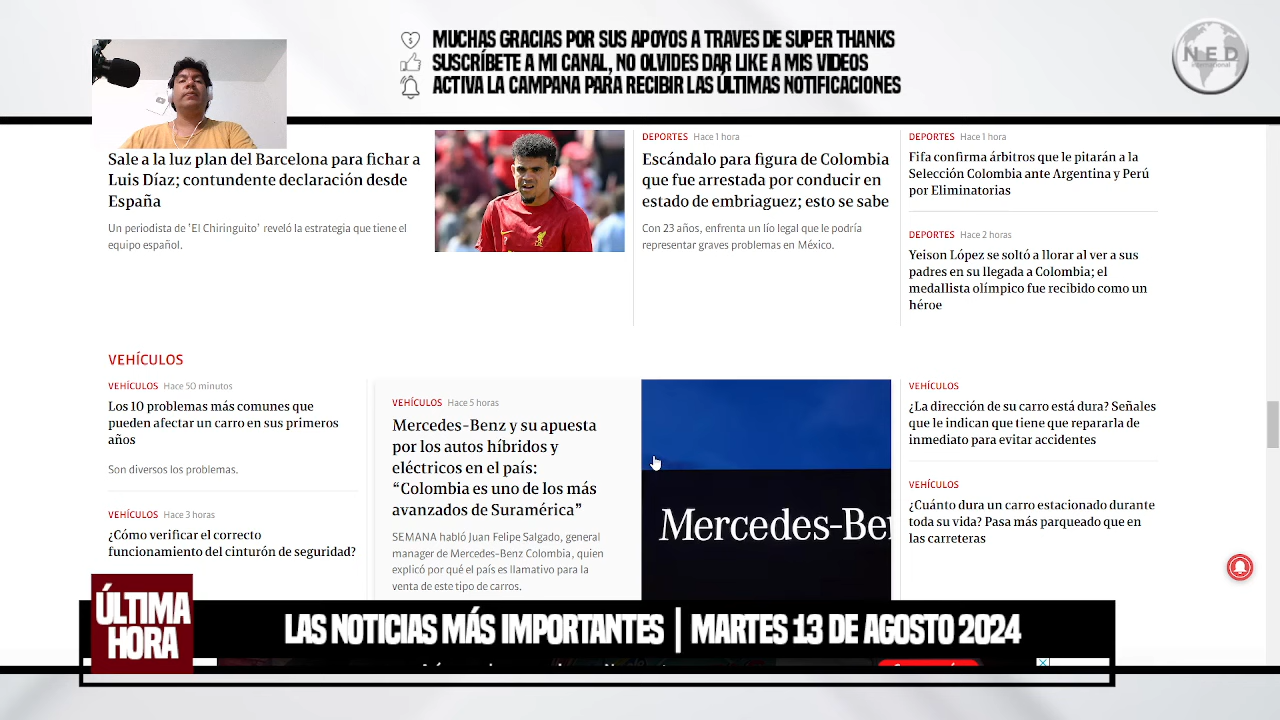 MUCHAS GRACIAS POR SUS APOYOS A TRAVES DE SUPER THANKS
SUSCRÍBETE A MI CANAL, NO OLVIDES DAR LIKE A MIS VIDEOS
ACTIVA LA CAMPANA PARA RECIBIR LAS ÚLTIMAS NOTIFICACIONES
N.E.D
international
Sale a la luz plan del Barcelona para fichar a
Luis Díaz; contundente declaración desde
España
Un periodista de 'El Chiringuito' reveló la estrategia que tiene el
equipo español.
DEPORTES Hace 1 hora
Escándalo para figura de Colombia
que fue arrestada por conducir en
estado de embriaguez; esto se sabe
Con 23 años, enfrenta un lío legal que le podría
representar graves problemas en México.
DEPORTES Hace 1 hora
Fifa confirma árbitros que le pitarán a la
Selección Colombia ante Argentina y Perú
por Eliminatorias
DEPORTES Hace 2 horas
Yeison López se soltó a llorar al ver a sus
padres en su llegada a Colombia; el
medallista olímpico fue recibido como un
héroe
VEHÍCULOS
VEHÍCULOS Hace 50 minutos
Los 10 problemas más comunes que
pueden afectar un carro en sus primeros
años
Son diversos los problemas.
VEHÍCULOS Hace 3 horas
¿Cómo verificar el correcto
funcionamiento del cinturón de seguridad?
VEHÍCULOS Hace 5 horas
Mercedes-Benz y su apuesta
por los autos híbridos y
eléctricos en el país:
“Colombia es uno de los más
avanzados de Suramérica”
SEMANA habló Juan Felipe Salgado, general
manager de Mercedes-Benz Colombia, quien
explicó por qué el país es llamativo para la
venta de este tipo de carros.
Mercedes-Be
VEHÍCULOS
¿La dirección de su carro está dura? Señales
que le indican que tiene que repararla de
inmediato para evitar accidentes
VEHÍCULOS
¿Cuánto dura un carro estacionado durante
toda su vida? Pasa más parqueado que en
las carreteras
ÚLTIMA
HORA
LAS NOTICIAS MÁS IMPORTANTES | MARTES 13 DE AGOSTO 2024